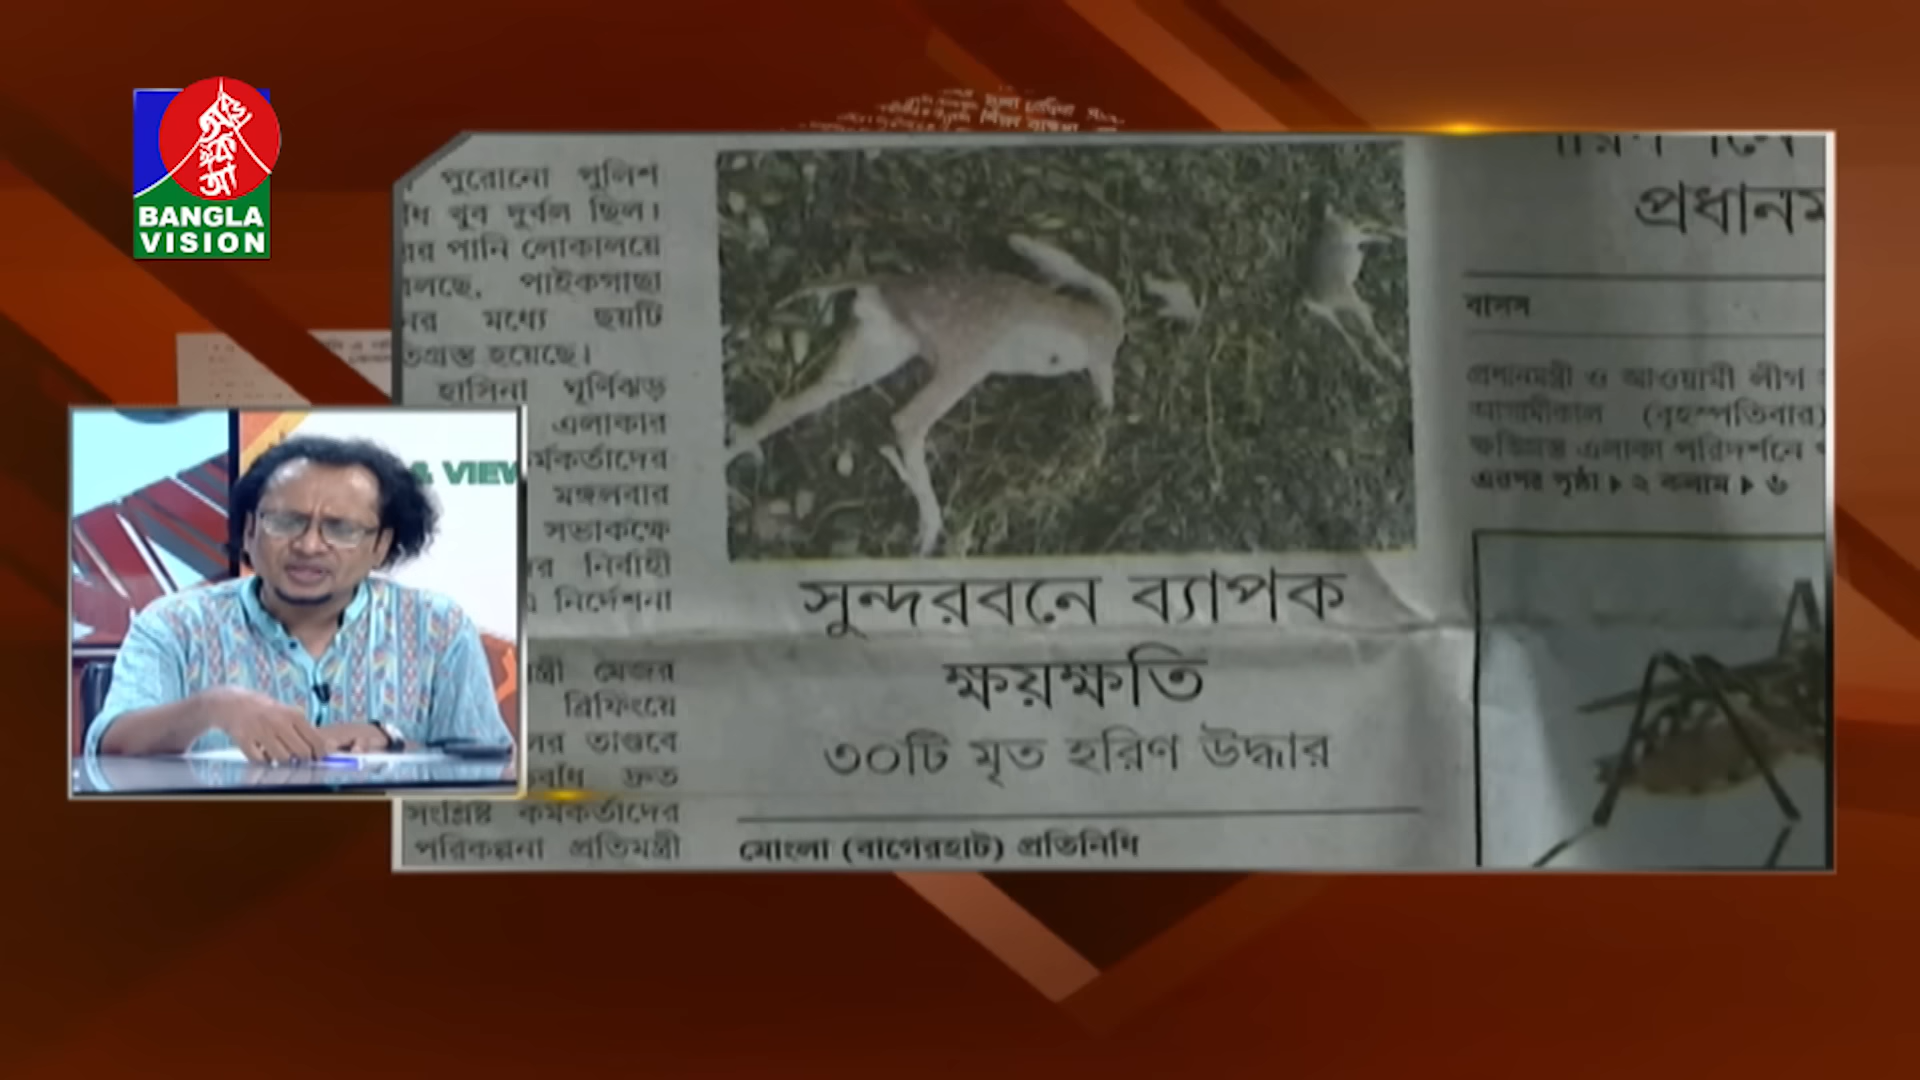 BANGLA
VISION
& VIEW
পুরোনো পুলিশ
খুব দুর্বল ছিল।
পানি লোকালয়ে
পাইকগাছা
মধ্যে ছয়টি
হয়েছে।
হাসিনা ঘূর্ণিঝড়
এলাকার
র্মকর্তাদের
মঙ্গলবার
সভাকক্ষে
নির্বাহী
নির্দেশনা
ন্ত্রী মেজর
ব্রিফিংয়ে
তাণ্ডবে
দ্রুত
সংশ্লিষ্ট কর্মকর্তাদের
পরিকল্পনা প্রতিমন্ত্রী
সুন্দরবনে ব্যাপক
ক্ষয়ক্ষতি
৩০টি মৃত হরিণ উদ্ধার
মোংলা (বাগেরহাট) প্রতিনিধি
প্রধানম
বাসস
প্রধানমন্ত্রী ও আওয়ামী লীগ
আগামীকাল (বৃহস্পতিবার)
ক্ষতিগ্রস্ত এলাকা পরিদর্শনে
এরপর পৃষ্ঠা ▶ ২ কলাম ▶ ৬